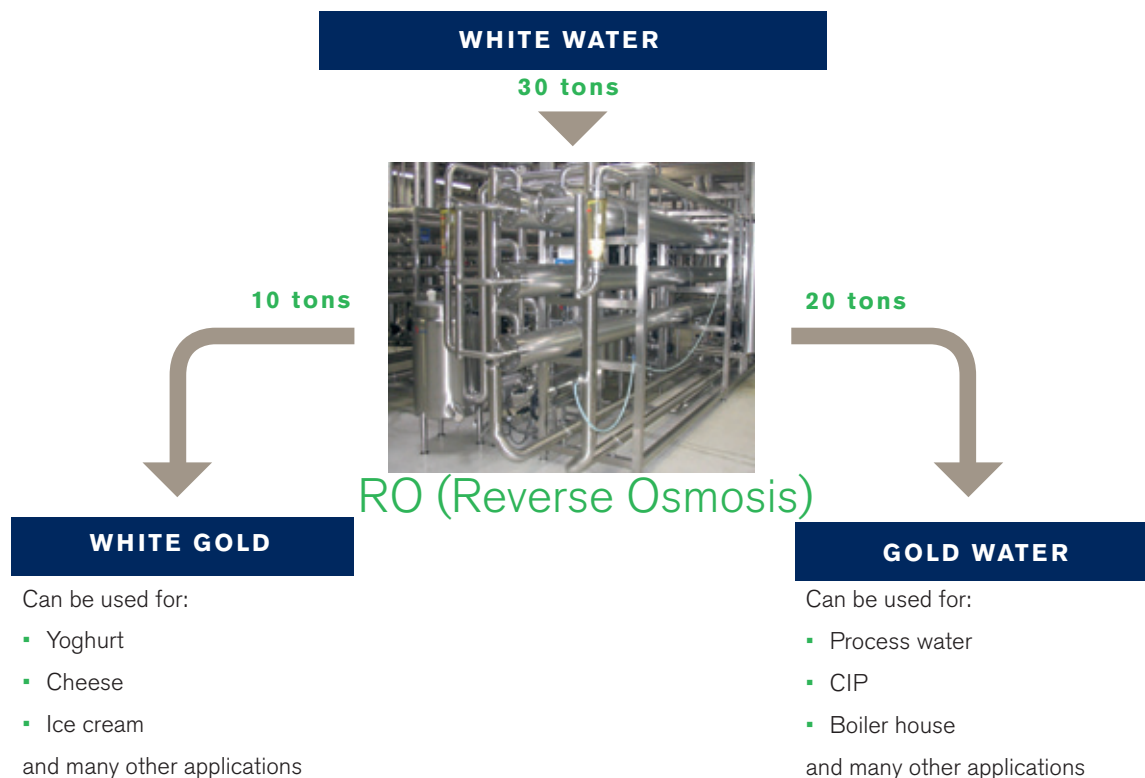 WHITE WATER
30 tons
10 tons
20 tons
RO (Reverse Osmosis)
WHITE GOLD
Can be used for:
▪ Yoghurt
▪ Cheese
▪ Ice cream
and many other applications
GOLD WATER
Can be used for:
▪ Process water
▪ CIP
▪ Boiler house
and many other applications